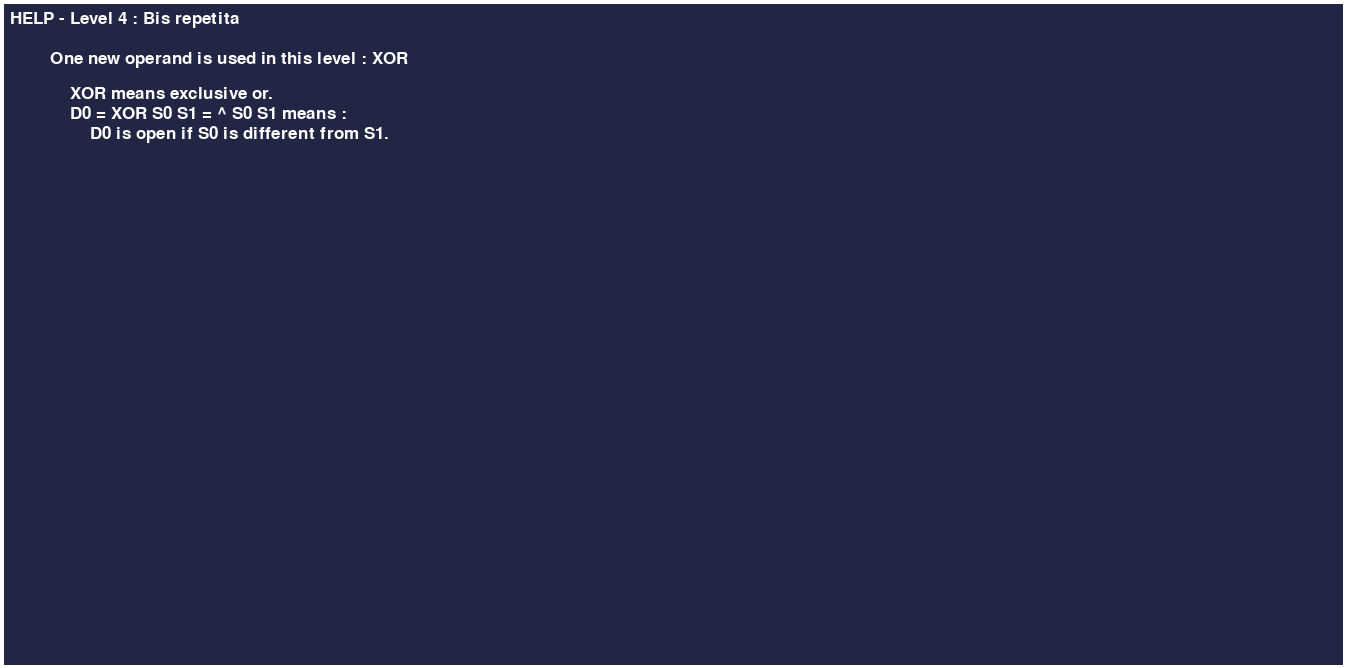 HELP - Level 4 : Bis repetita
One new operand is used in this level : XOR
XOR means exclusive or.
D0 = XOR S0 S1 = ^ S0 S1 means :
D0 is open if S0 is different from S1.